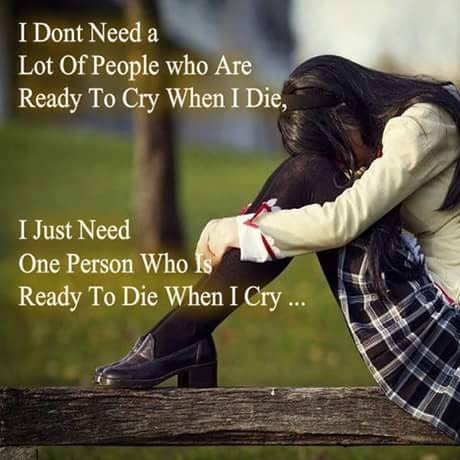 I Dont Need a
Lot Of People who Are
Ready To Cry When I Die,
I Just Need
One Person Who Is
Ready To Die When I Cry ...